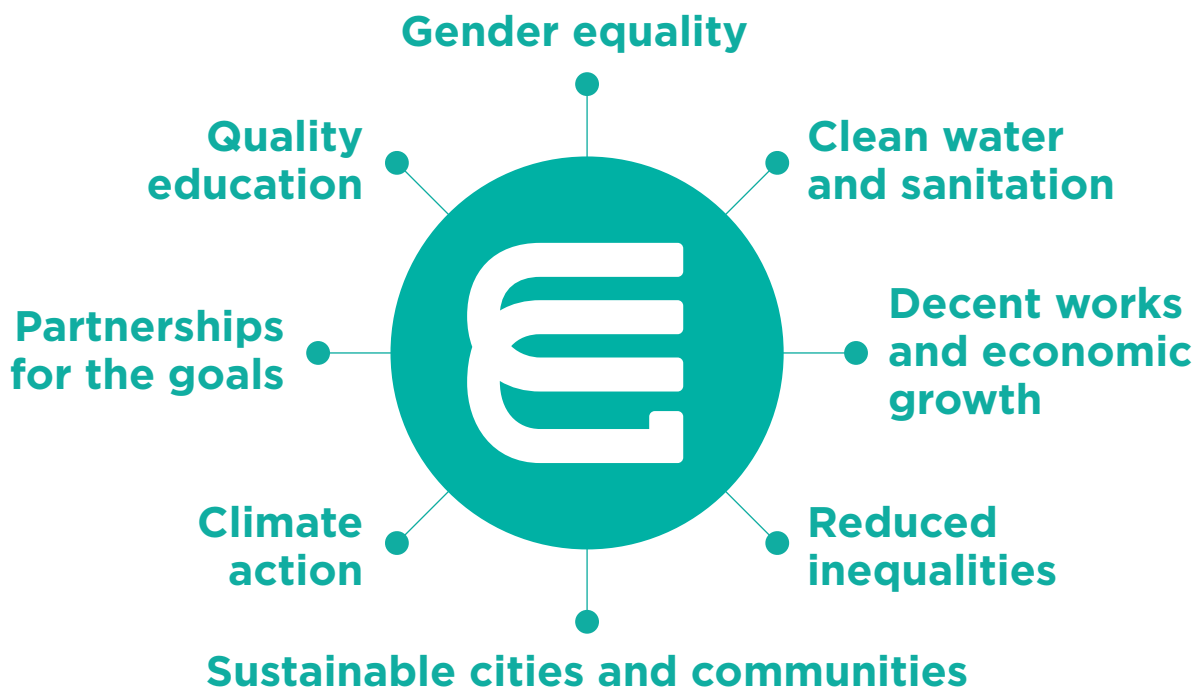 Gender equality
Quality
education
Clean water
and sanitation
Partnerships
for the goals
Decent works
and economic
growth
Climate
action
Reduced
inequalities
Sustainable cities and communities